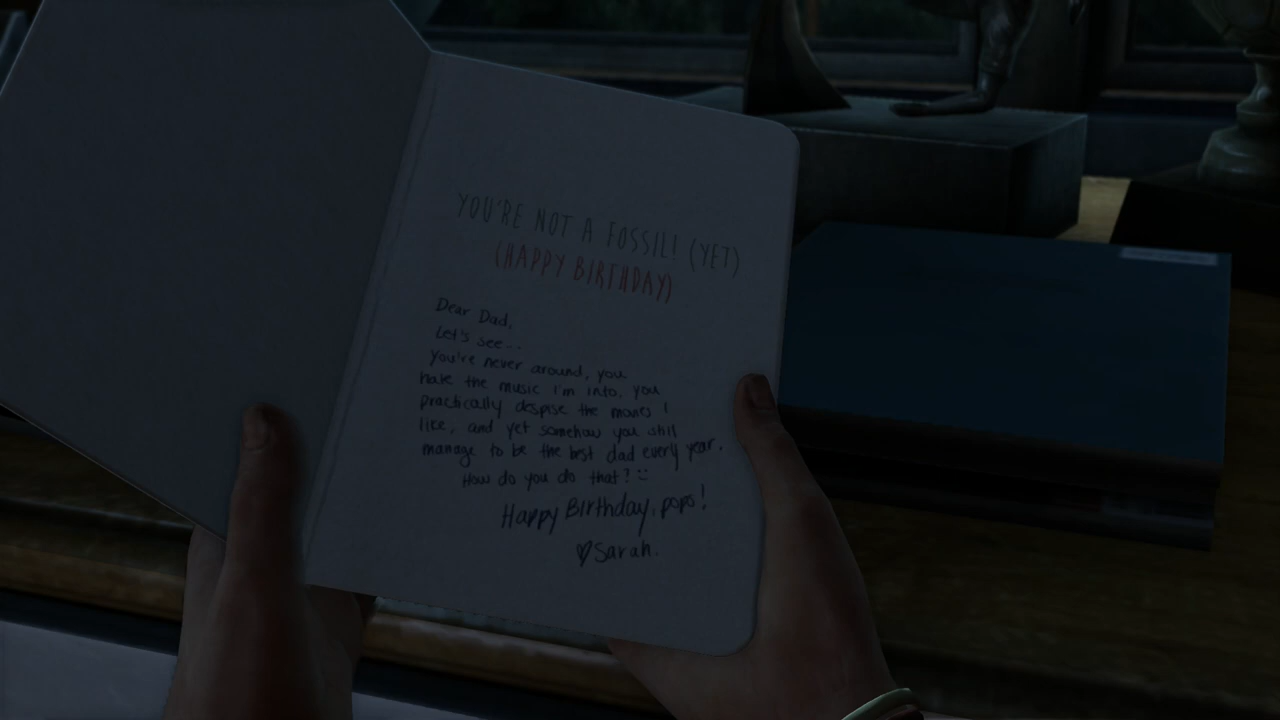 YOU'RE NOT A FOSSIL! (YET)
(HAPPY BIRTHDAY)
Dear Dad,
Let's see...
You're never around, you
hate the music i'm into, you
practically despise the movies i
like, and yet somehow you still
manage to be the best dad every year.
How do you do that? :)
Happy Birthday, pops!
♡Sarah.